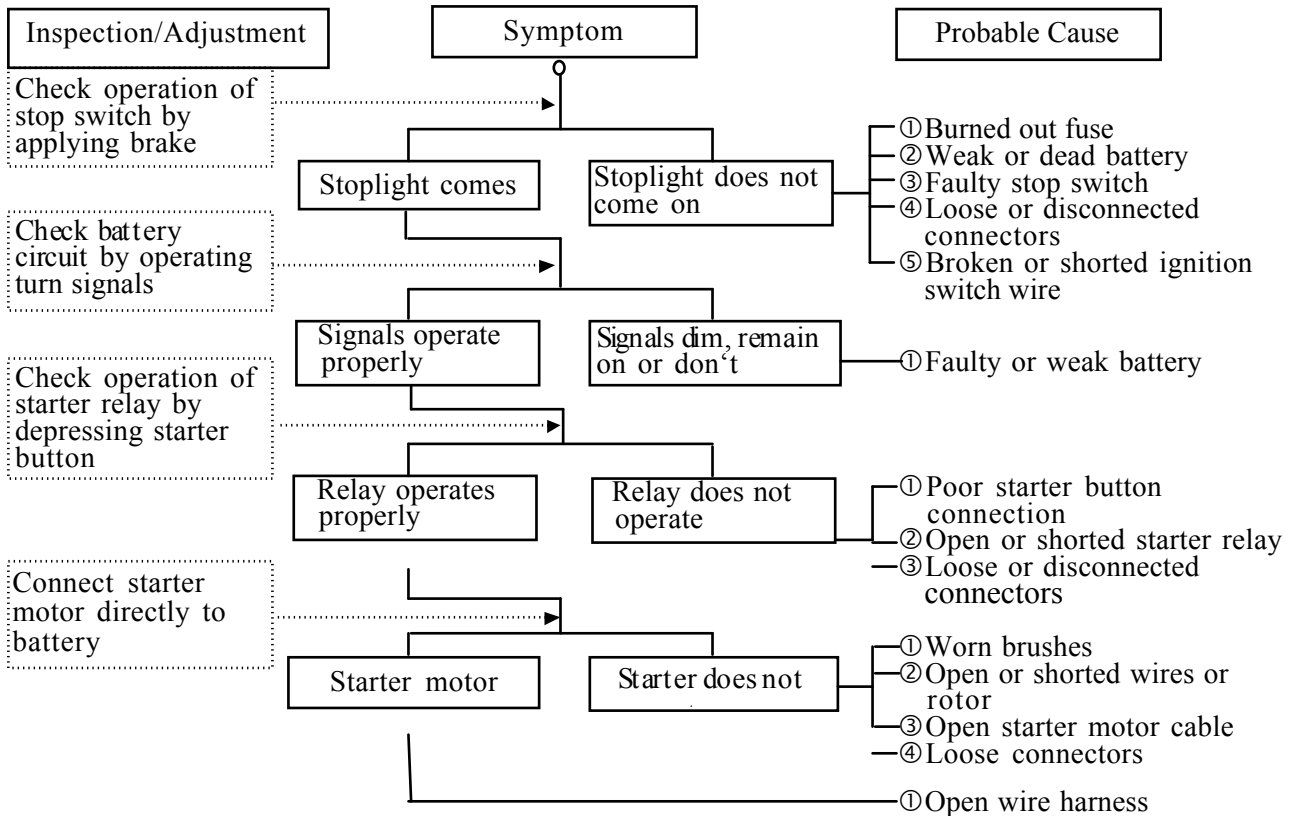 Inspection/Adjustment
Symptom
Probable Cause
Check operation of
stop switch by
applying brake
Stoplight comes
Stoplight does not
come on
①Burned out fuse
②Weak or dead battery
③Faulty stop switch
④Loose or disconnected
connectors
⑤Broken or shorted ignition
switch wire
Check battery
circuit by operating
turn signals
Signals operate
properly
Signals dim, remain
on or don‘t
①Faulty or weak battery
Check operation of
starter relay by
depressing starter
button
Relay operates
properly
Relay does not
operate
①Poor starter button
connection
②Open or shorted starter relay
③Loose or disconnected
connectors
Connect starter
motor directly to
battery
Starter motor
Starter does not
①Worn brushes
②Open or shorted wires or
rotor
③Open starter motor cable
④Loose connectors
①Open wire harness